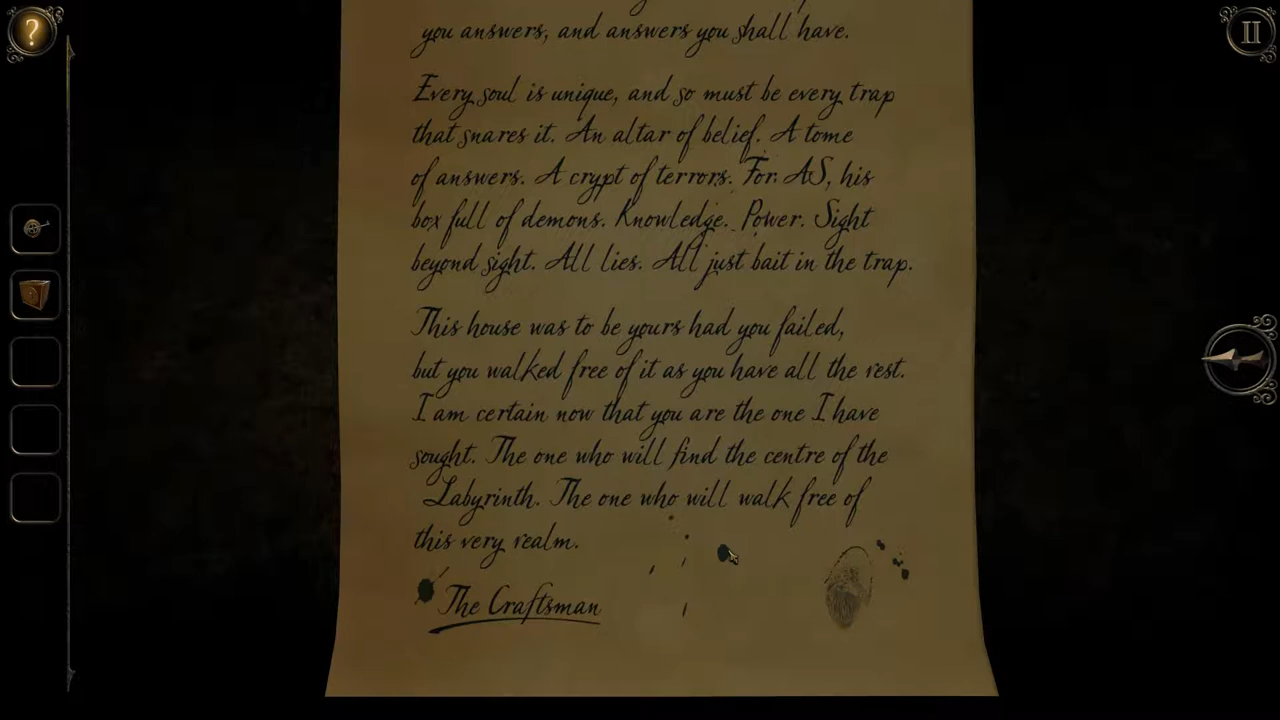 you answers, and answers you shall have.
Every soul is unique, and so must be every trap
that snares it. An altar of belief. A tome
of answers. A crypt of terrors. For AS, his
box full of demons. Knowledge. Power. Sight
beyond sight. All lies. All just bait in the trap.
This house was to be yours had you failed,
but you walked free of it as you have all the rest.
I am certain now that you are the one I have
sought. The one who will find the centre of the
Labyrinth. The one who will walk free of
this very realm.
The Craftsman
?